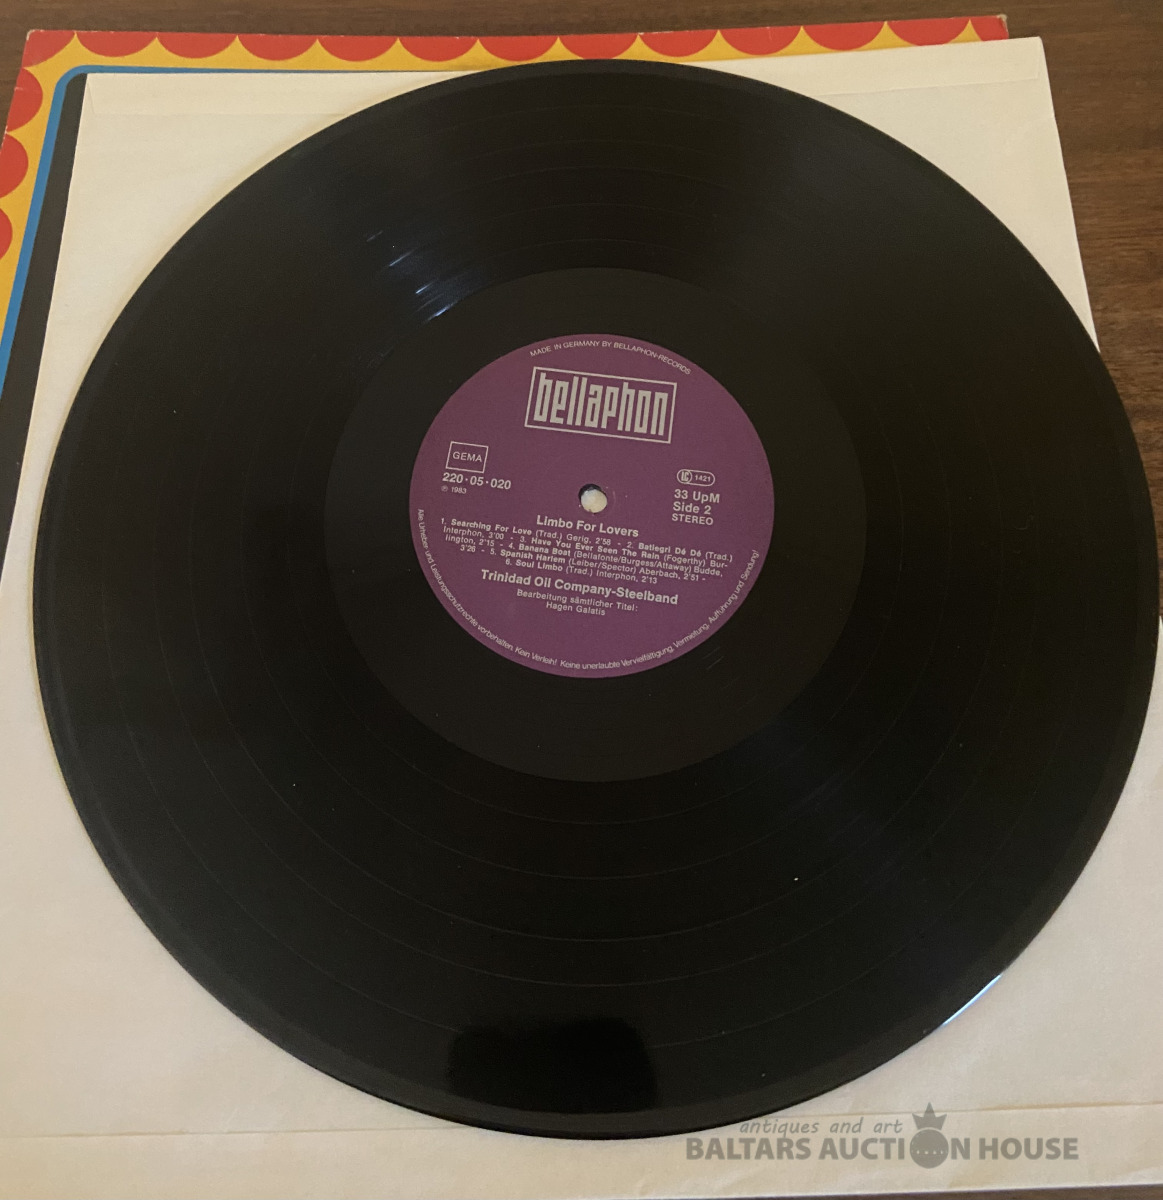 MADE IN GERMANY BY BELLAPHON-RECORDS
bellaphon
GEMA
220·05·020
℗ 1983
LC 1421
33 UpM
Side 2
STEREO
Limbo For Lovers
1. Searching For Love (Trad.) Gerig, 2'58 - 2. Batiegri Dé Dé (Trad.)
Interphon, 3'00 - 3. Have You Ever Seen The Rain (Fogerthy) Bur-
lington, 2'15 - 4. Banana Boat (Bellafonte/Burgess/Attaway) Budde,
3'26 - 5. Spanish Harlem (Leiber/Spector) Aberbach, 2'51 -
6. Soul Limbo (Trad.) Interphon, 2'13
Trinidad Oil Company-Steelband
Bearbeitung sämtlicher Titel:
Hagen Galatis
Alle Urheber- und Leistungsschutzrechte vorbehalten. Kein Verleih! Keine unerlaubte Vervielfältigung, Vermietung, Aufführung und Sendung!
antiques and art
BALTARS AUCTION HOUSE